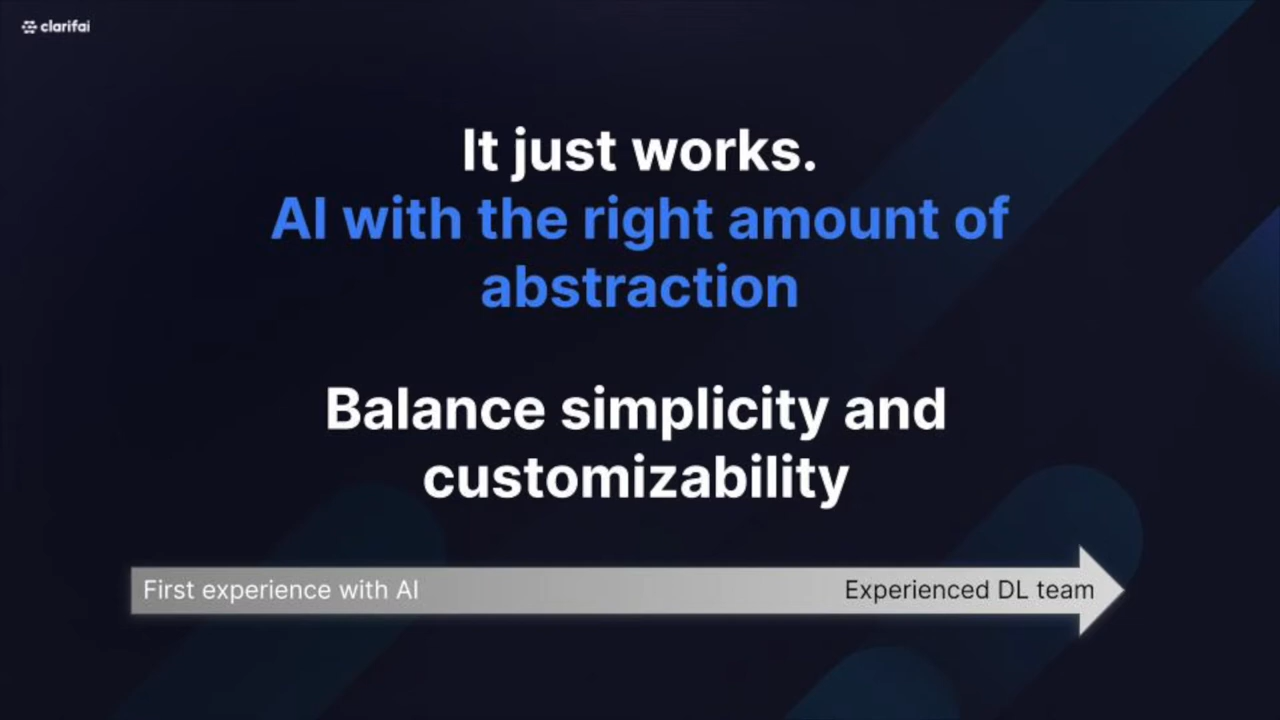 clarifai
It just works.
AI with the right amount of
abstraction
Balance simplicity and
customizability
First experience with AI
Experienced DL team